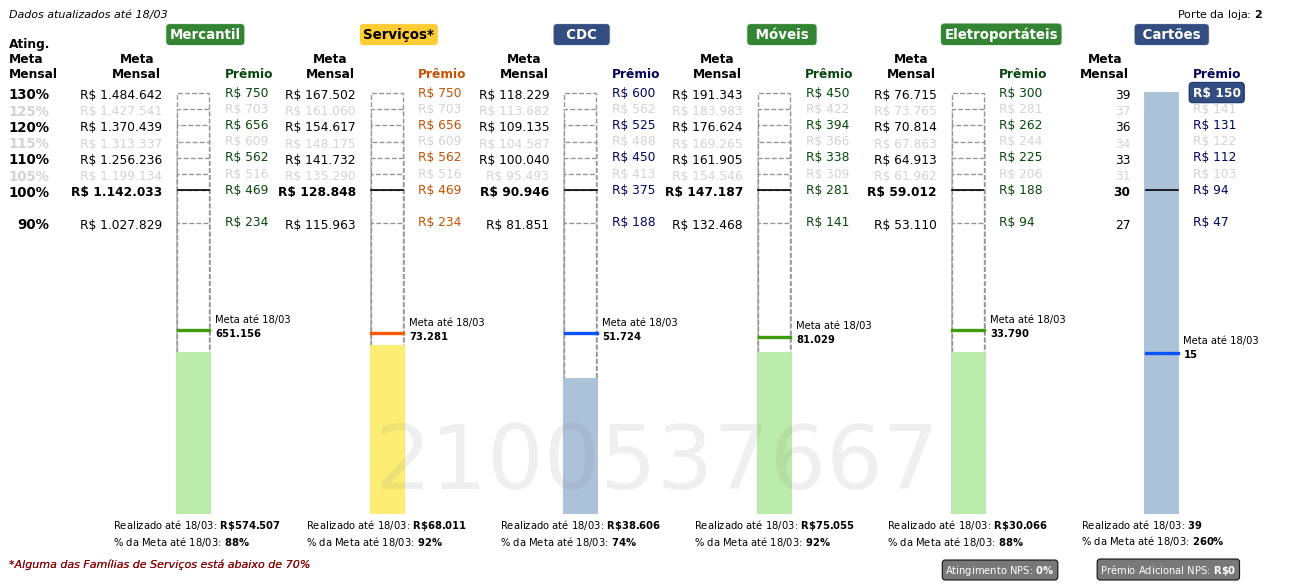 Dados atualizados até 18/03 Porte da loja: 2
Mercantil Serviços* CDC Móveis Eletroportáteis Cartões
Ating. Meta Mensal Meta Mensal Prêmio Meta Mensal Prêmio Meta Mensal Prêmio Meta Mensal Prêmio Meta Mensal Prêmio Meta Mensal Prêmio
130% R$ 1.484.642 R$ 750 R$ 167.502 R$ 750 R$ 118.229 R$ 600 R$ 191.343 R$ 450 R$ 76.715 R$ 300 39 R$ 150
125% R$ 1.427.541 R$ 703 R$ 161.060 R$ 703 R$ 113.682 R$ 562 R$ 183.983 R$ 422 R$ 73.765 R$ 281 37 R$ 141
120% R$ 1.370.439 R$ 656 R$ 154.617 R$ 656 R$ 109.135 R$ 525 R$ 176.624 R$ 394 R$ 70.814 R$ 262 36 R$ 131
115% R$ 1.313.337 R$ 609 R$ 148.175 R$ 609 R$ 104.587 R$ 488 R$ 169.265 R$ 366 R$ 67.863 R$ 244 34 R$ 122
110% R$ 1.256.236 R$ 562 R$ 141.732 R$ 562 R$ 100.040 R$ 450 R$ 161.905 R$ 338 R$ 64.913 R$ 225 33 R$ 112
105% R$ 1.199.134 R$ 516 R$ 135.290 R$ 516 R$ 95.493 R$ 413 R$ 154.546 R$ 309 R$ 61.962 R$ 206 31 R$ 103
100% R$ 1.142.033 R$ 469 R$ 128.848 R$ 469 R$ 90.946 R$ 375 R$ 147.187 R$ 281 R$ 59.012 R$ 188 30 R$ 94
90% R$ 1.027.829 R$ 234 R$ 115.963 R$ 234 R$ 81.851 R$ 188 R$ 132.468 R$ 141 R$ 53.110 R$ 94 27 R$ 47
Meta até 18/03 Meta até 18/03 Meta até 18/03 Meta até 18/03 Meta até 18/03 Meta até 18/03
651.156 73.281 51.724 81.029 33.790 15
2100537667
Realizado até 18/03: R$574.507 Realizado até 18/03: R$68.011 Realizado até 18/03: R$38.606 Realizado até 18/03: R$75.055 Realizado até 18/03: R$30.066 Realizado até 18/03: 39
% da Meta até 18/03: 88% % da Meta até 18/03: 92% % da Meta até 18/03: 74% % da Meta até 18/03: 92% % da Meta até 18/03: 88% % da Meta até 18/03: 260%
*Alguma das Famílias de Serviços está abaixo de 70% Atingimento NPS: 0% Prêmio Adicional NPS: R$0